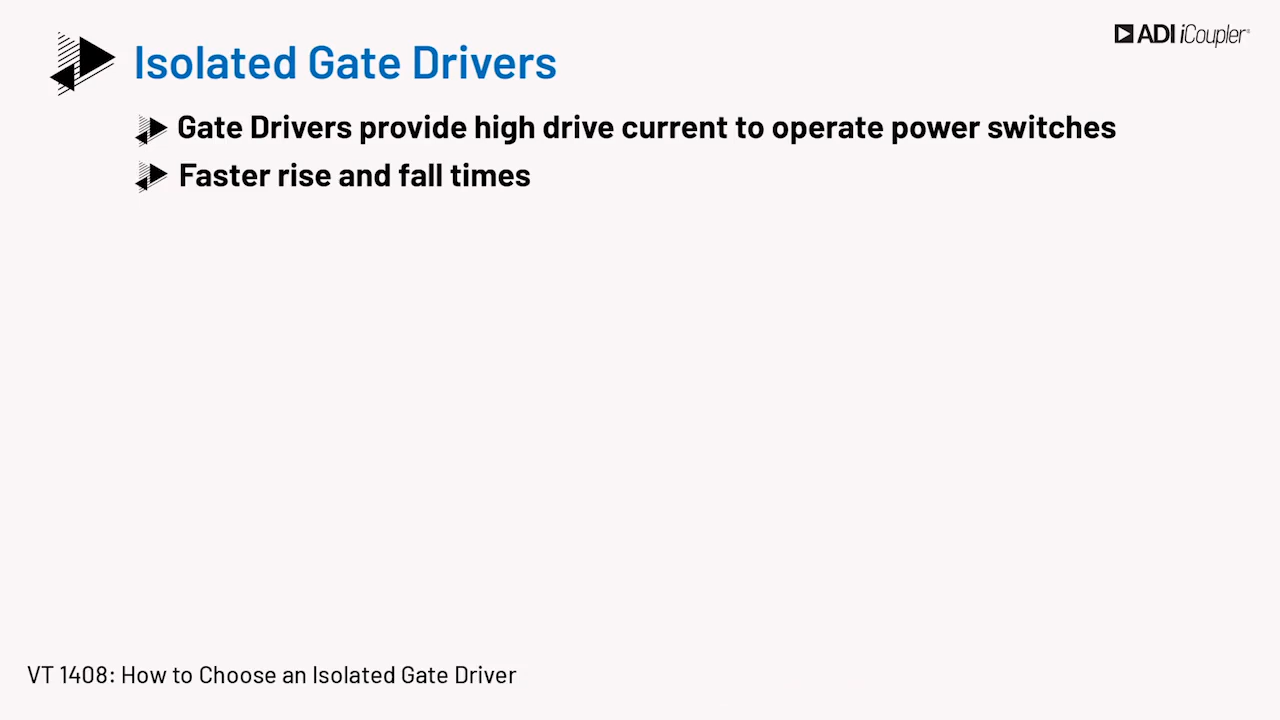 ADI iCoupler®
Isolated Gate Drivers
Gate Drivers provide high drive current to operate power switches
Faster rise and fall times
VT 1408: How to Choose an Isolated Gate Driver